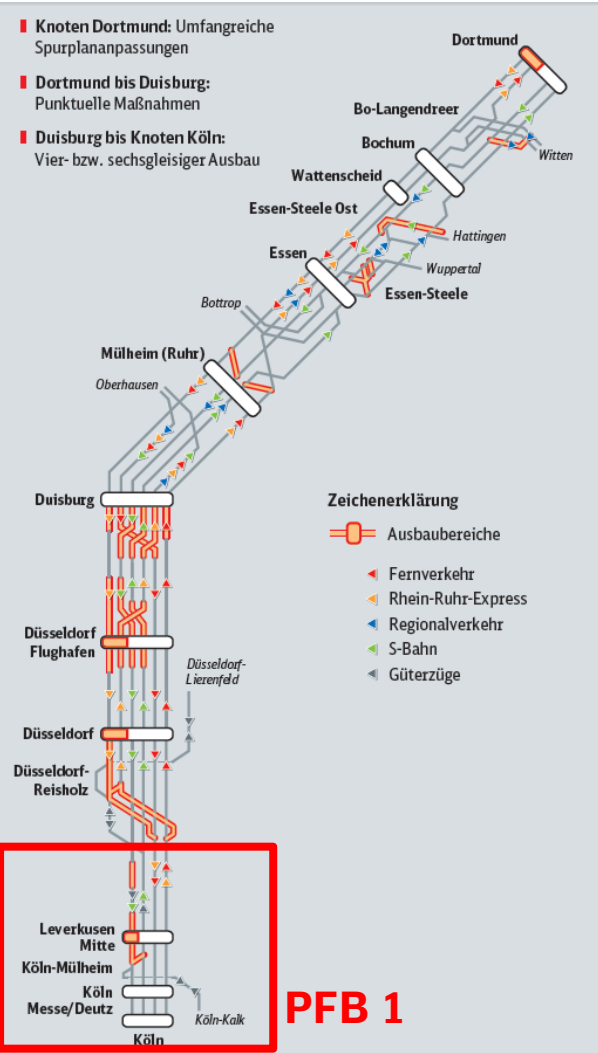 Knoten Dortmund: Umfangreiche
Spurplananpassungen
Dortmund bis Duisburg:
Punktuelle Maßnahmen
Duisburg bis Knoten Köln:
Vier- bzw. sechsgleisiger Ausbau
Dortmund
Bo-Langendreer
Bochum
Witten
Wattenscheid
Essen-Steele Ost
Hattingen
Essen
Wuppertal
Essen-Steele
Bottrop
Mülheim (Ruhr)
Oberhausen
Duisburg
Zeichenerklärung
Ausbaubereiche
Fernverkehr
Rhein-Ruhr-Express
Regionalverkehr
S-Bahn
Güterzüge
Düsseldorf
Flughafen
Düsseldorf-
Lierenfeld
Düsseldorf
Düsseldorf-
Reisholz
Leverkusen
Mitte
Köln-Mülheim
Köln
Messe/Deutz
Köln-Kalk
Köln
PFB 1